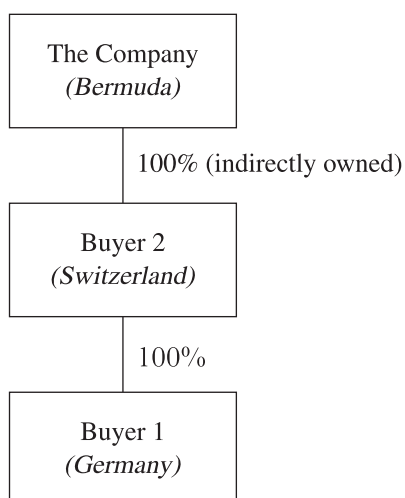 The Company
(Bermuda)
100% (indirectly owned)
Buyer 2
(Switzerland)
100%
Buyer 1
(Germany)